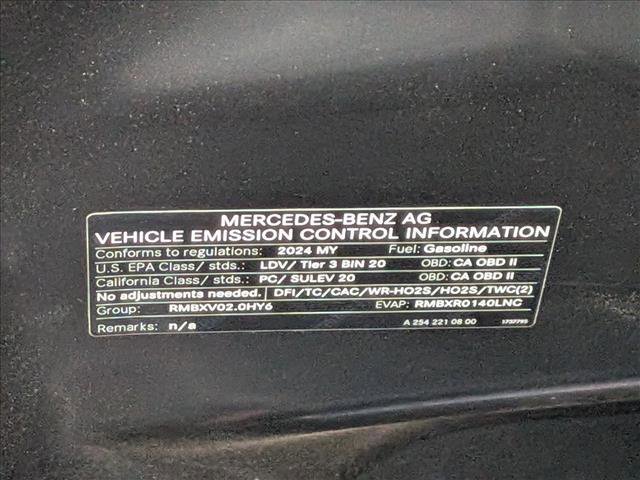 MERCEDES-BENZ AG
VEHICLE EMISSION CONTROL INFORMATION
Conforms to regulations: 2024 MY Fuel: Gasoline
U.S. EPA Class/ stds.: LDV/ Tier 3 BIN 20 OBD: CA OBD II
California Class/ stds.: PC/ SULEV 20 OBD: CA OBD II
No adjustments needed. DFI/TC/CAC/WR-HO2S/HO2S/TWC(2)
Group: RMBXV02.0HY6 EVAP: RMBXR0140LNC
Remarks: n/a A 254 221 08 00